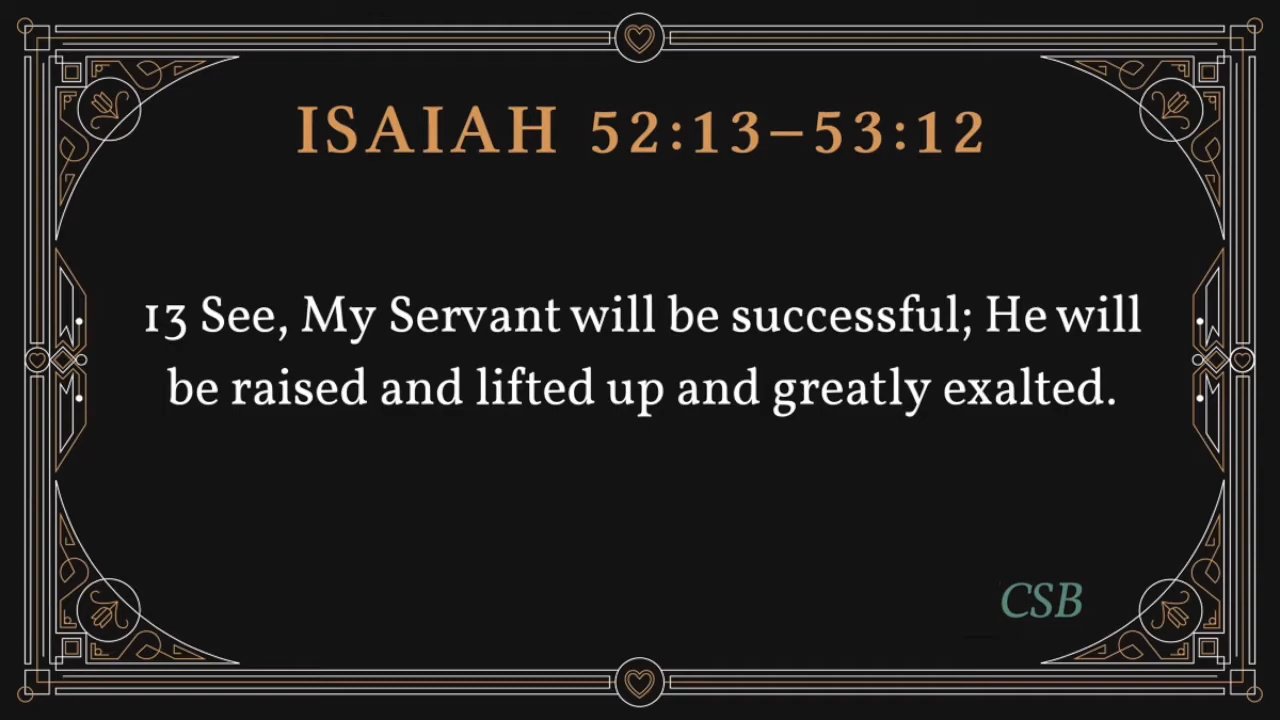 ISAIAH 52:13–53:12
13 See, My Servant will be successful; He will
be raised and lifted up and greatly exalted.
CSB